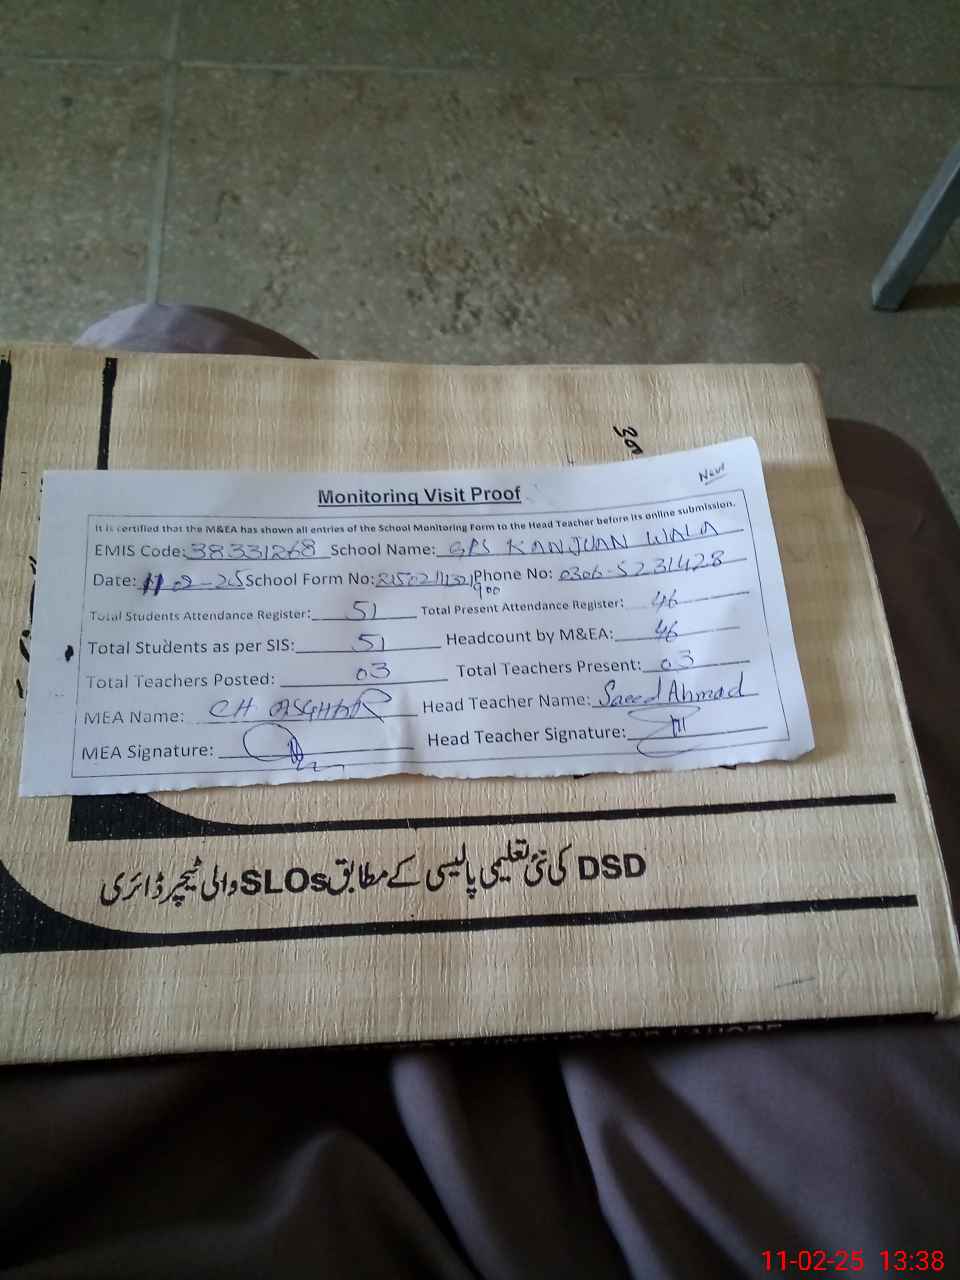 New
Monitoring Visit Proof
It is certified that the M&EA has shown all entries of the School Monitoring Form to the Head Teacher before its online submission.
EMIS Code: 38331268 School Name: GPS KANJUAN WALA
Date: 11-02-25 School Form No: Phone No: 0306-5231428
900
Total Students Attendance Register: 51 Total Present Attendance Register: 46
Total Students as per SIS: 51 Headcount by M&EA: 46
Total Teachers Posted: 03 Total Teachers Present: 03
MEA Name: CH ASGHAR Head Teacher Name: Saeed Ahmad
MEA Signature: Head Teacher Signature:
DSD کی نئی تعلیمی پالیسی کے مطابق SLOs والی ٹیچر ڈائری
11-02-25 13:38